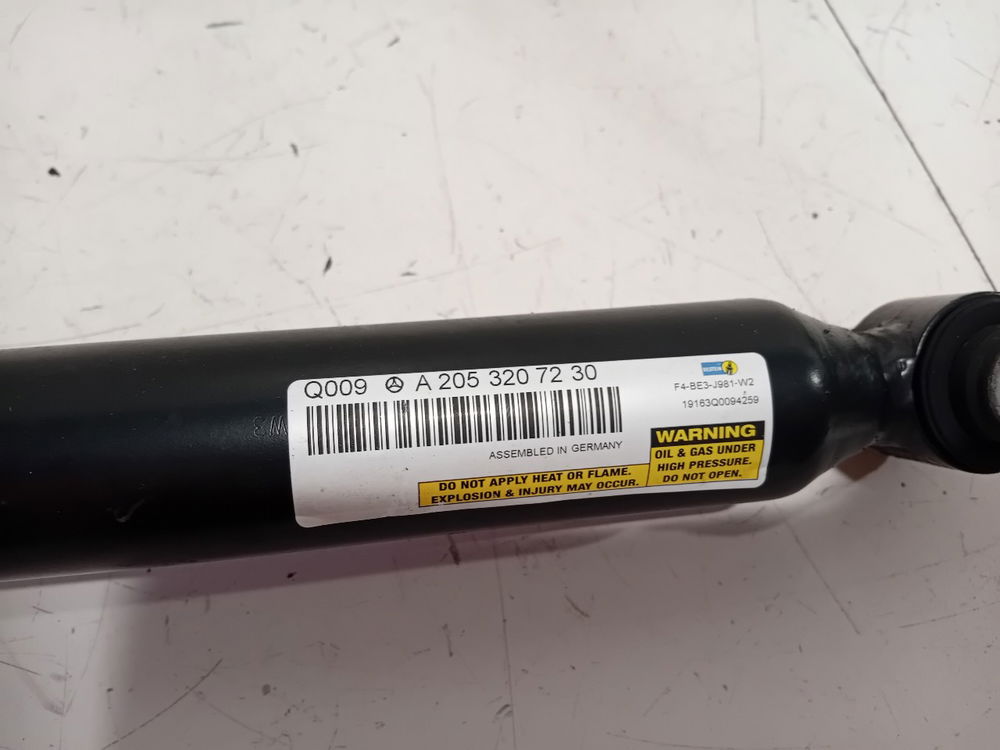 Q009 A 205 320 72 30
ASSEMBLED IN GERMANY
BILSTEIN
F4-BE3-J981-W2
19163Q0094259
WARNING
OIL & GAS UNDER
HIGH PRESSURE.
DO NOT OPEN.
DO NOT APPLY HEAT OR FLAME.
EXPLOSION & INJURY MAY OCCUR.